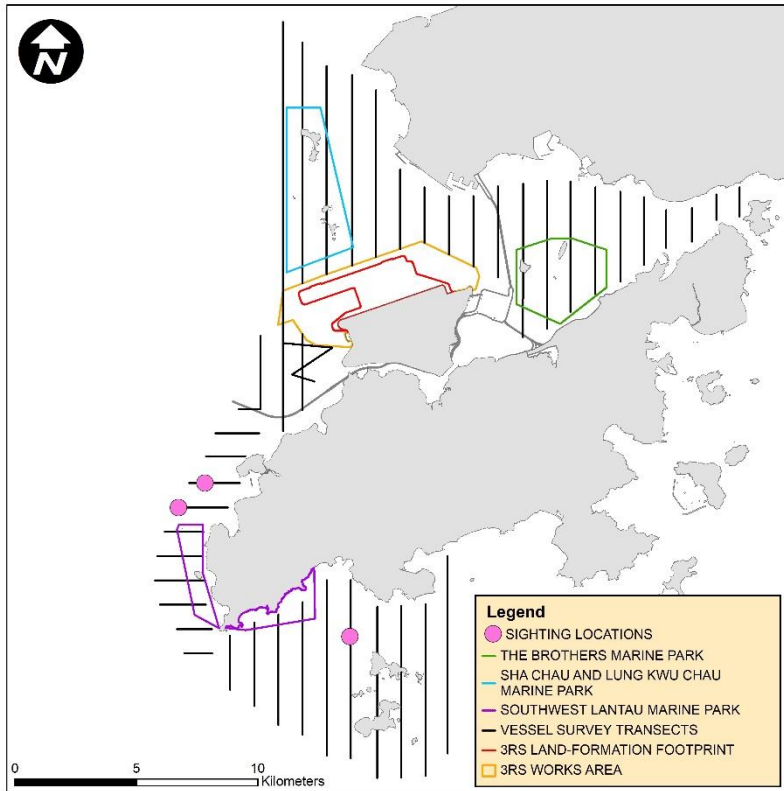 N
Legend
SIGHTING LOCATIONS
THE BROTHERS MARINE PARK
SHA CHAU AND LUNG KWU CHAU
MARINE PARK
SOUTHWEST LANTAU MARINE PARK
VESSEL SURVEY TRANSECTS
3RS LAND-FORMATION FOOTPRINT
3RS WORKS AREA
0 5 10
Kilometers